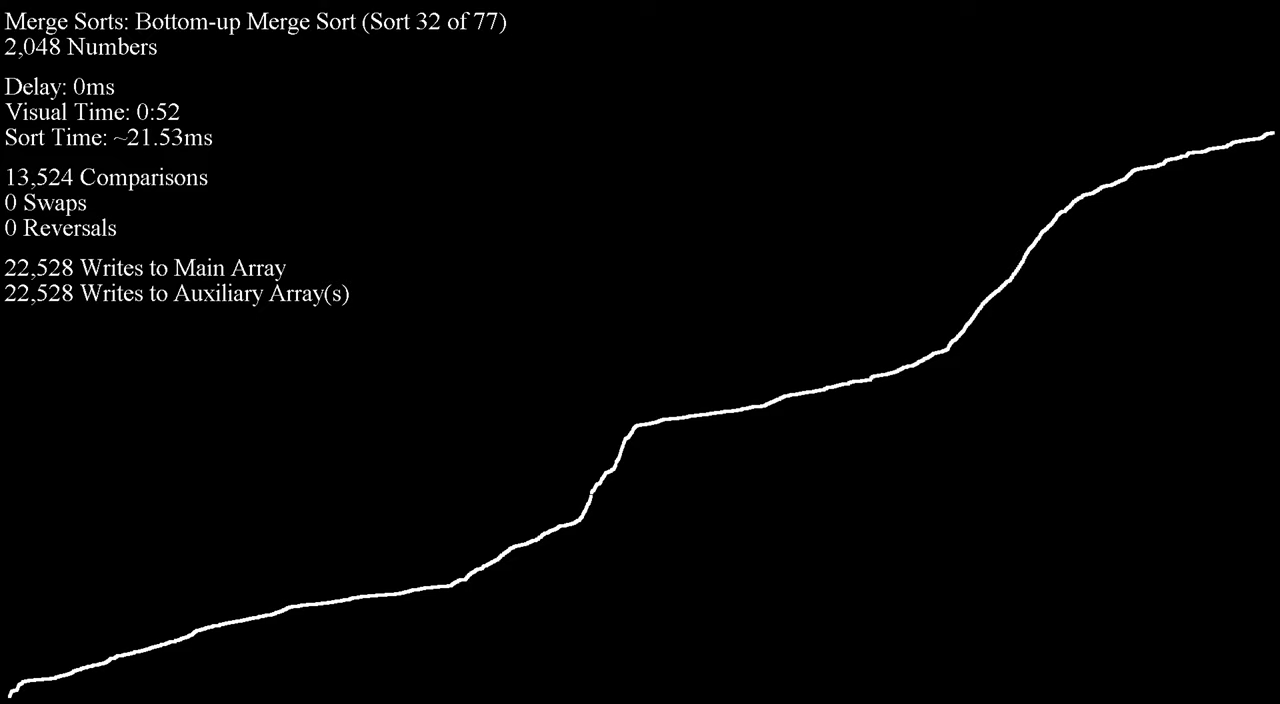 Merge Sorts: Bottom-up Merge Sort (Sort 32 of 77)
2,048 Numbers
Delay: 0ms
Visual Time: 0:52
Sort Time: ~21.53ms
13,524 Comparisons
0 Swaps
0 Reversals
22,528 Writes to Main Array
22,528 Writes to Auxiliary Array(s)